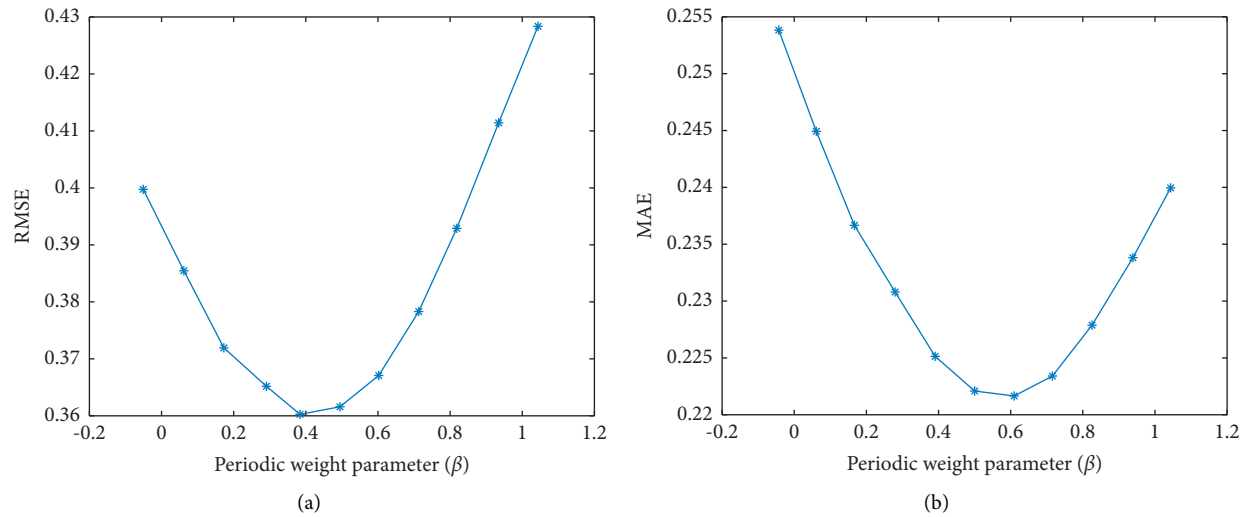 0.43
0.42
0.41
0.4
0.39
0.38
0.37
0.36
RMSE
-0.2 0 0.2 0.4 0.6 0.8 1 1.2
Periodic weight parameter (β)
(a)
0.255
0.25
0.245
0.24
0.235
0.23
0.225
0.22
MAE
-0.2 0 0.2 0.4 0.6 0.8 1 1.2
Periodic weight parameter (β)
(b)